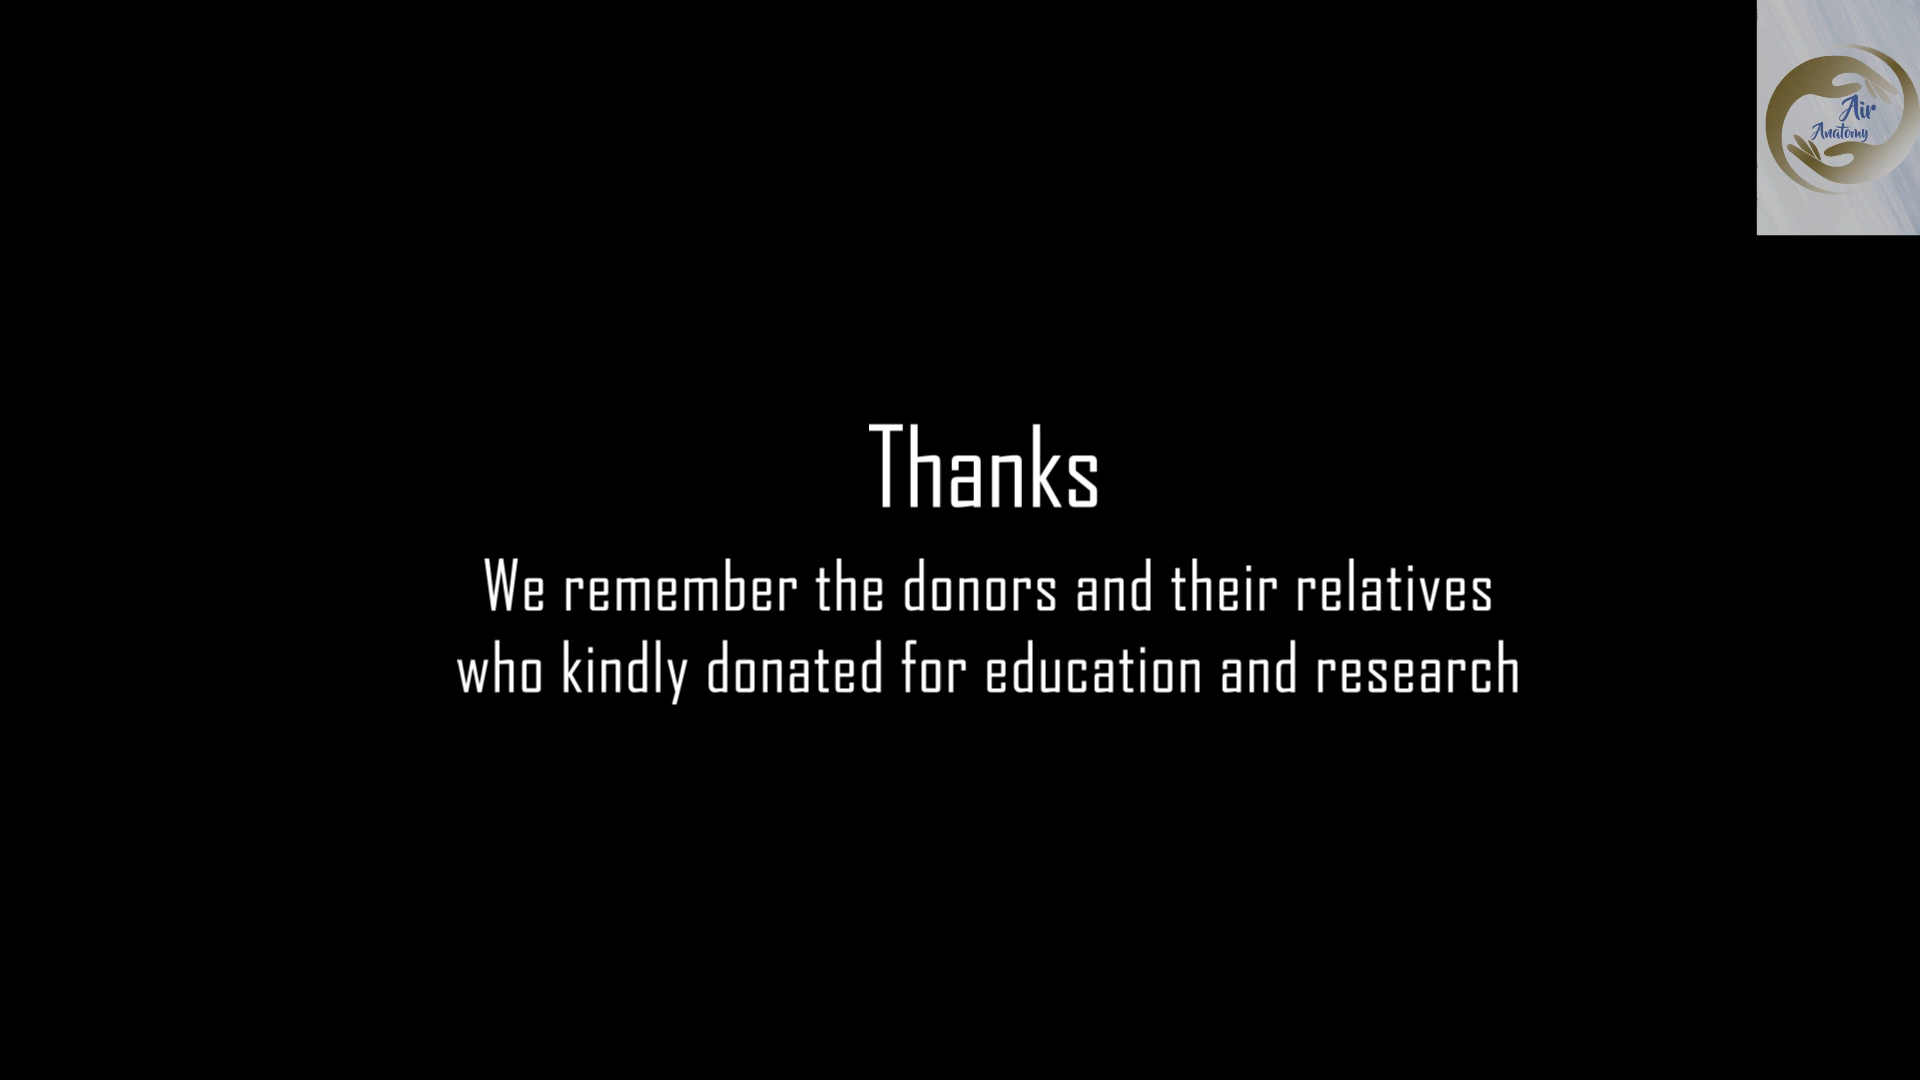 Air
Anatomy
Thanks
We remember the donors and their relatives
who kindly donated for education and research